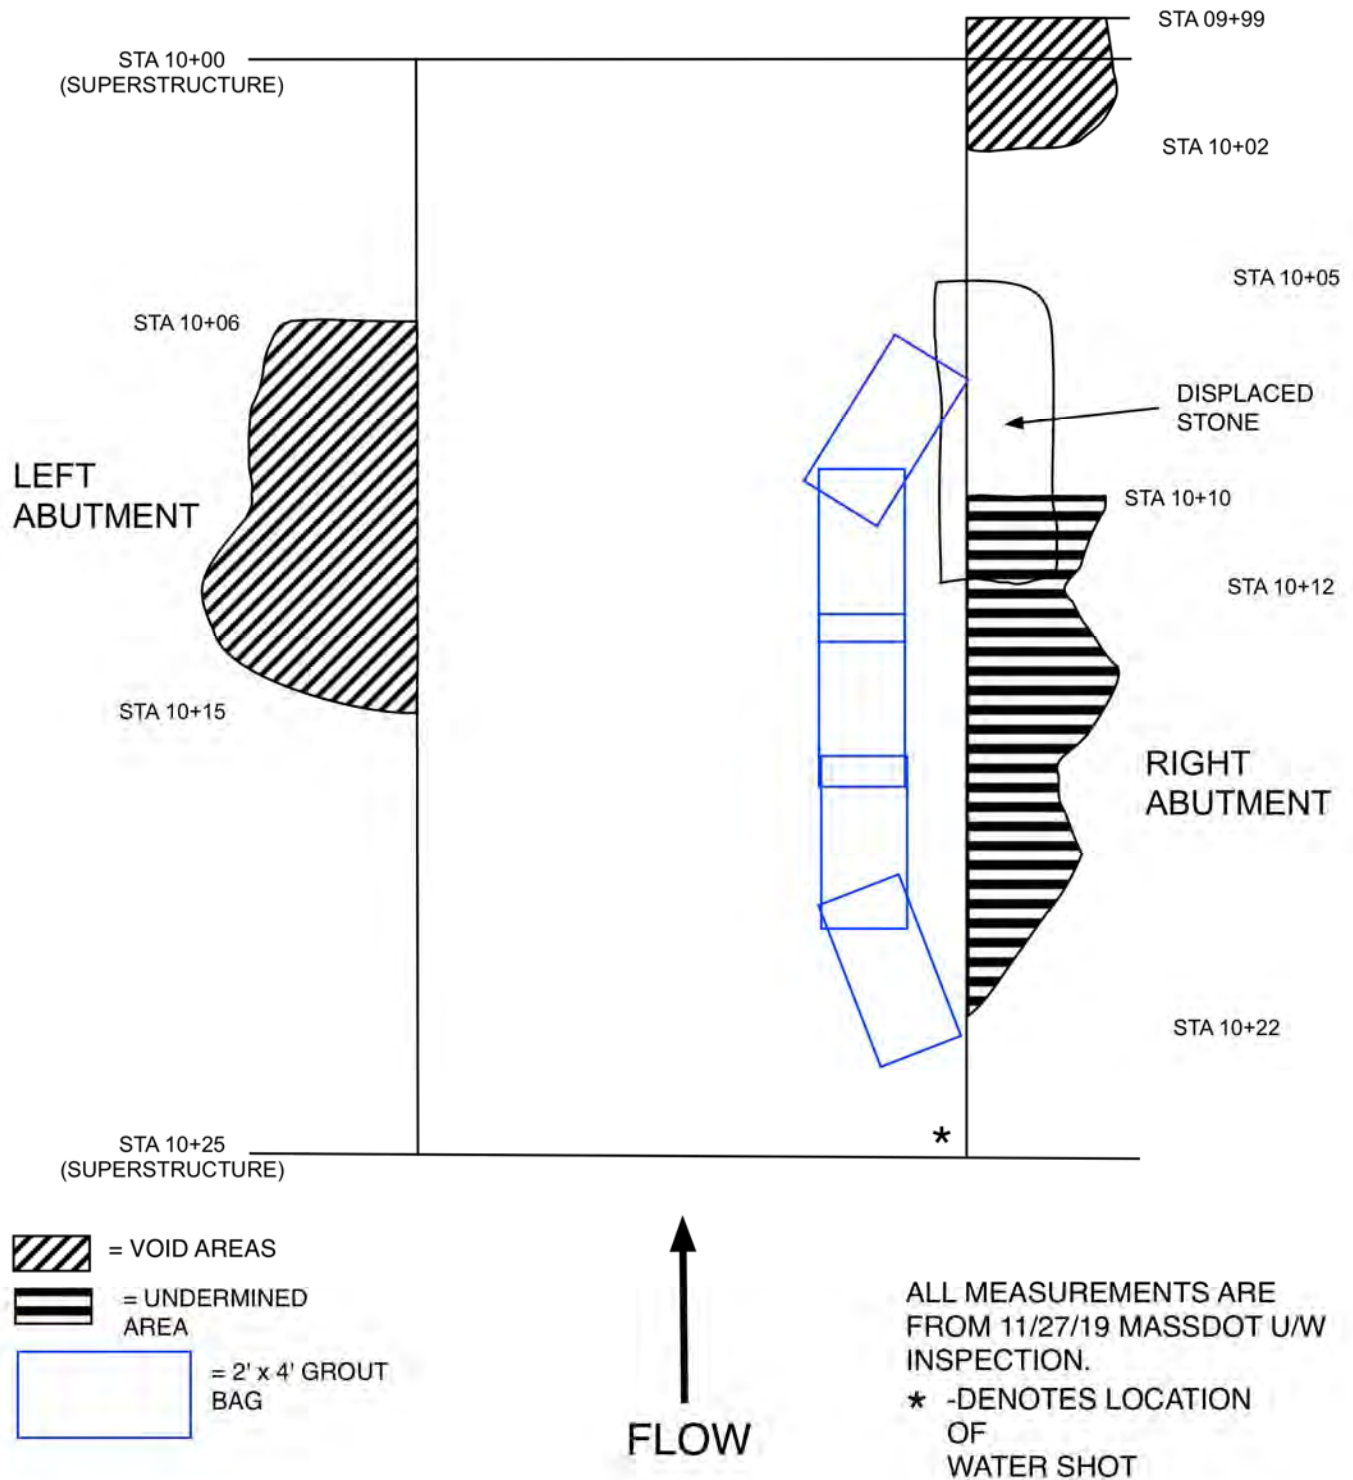 STA 09+99
STA 10+00
(SUPERSTRUCTURE)
STA 10+02
STA 10+05
STA 10+06
DISPLACED
STONE
LEFT
ABUTMENT
STA 10+10
STA 10+12
STA 10+15
RIGHT
ABUTMENT
STA 10+22
*
STA 10+25
(SUPERSTRUCTURE)
= VOID AREAS
= UNDERMINED
AREA
= 2' x 4' GROUT
BAG
FLOW
ALL MEASUREMENTS ARE
FROM 11/27/19 MASSDOT U/W
INSPECTION.
* -DENOTES LOCATION
OF
WATER SHOT